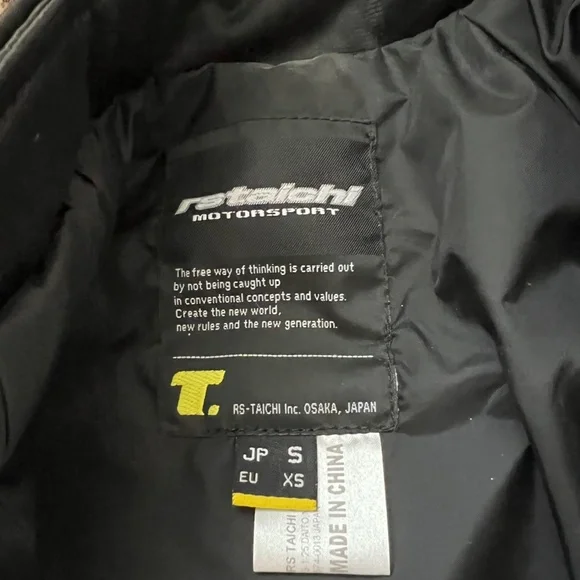 rstaichi
MOTORSPORT
The free way of thinking is carried out
by not being caught up
in conventional concepts and values.
Create the new world,
new rules and the new generation.
T.
RS-TAICHI Inc. OSAKA, JAPAN
JP S
EU XS
MADE IN CHINA
RS TAICHI